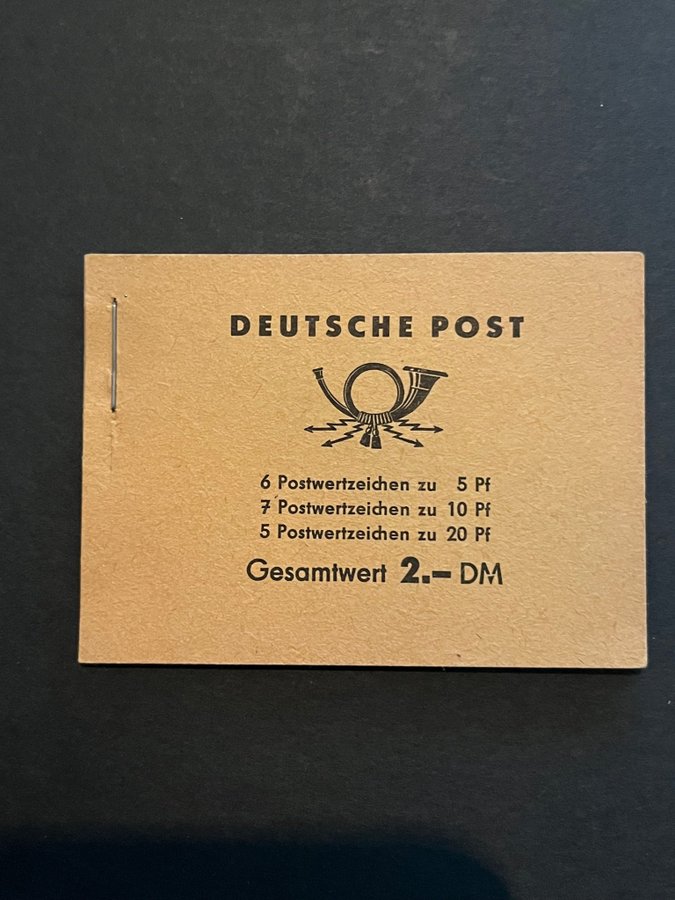 DEUTSCHE POST
6 Postwertzeichen zu 5 Pf
7 Postwertzeichen zu 10 Pf
5 Postwertzeichen zu 20 Pf
Gesamtwert 2.– DM